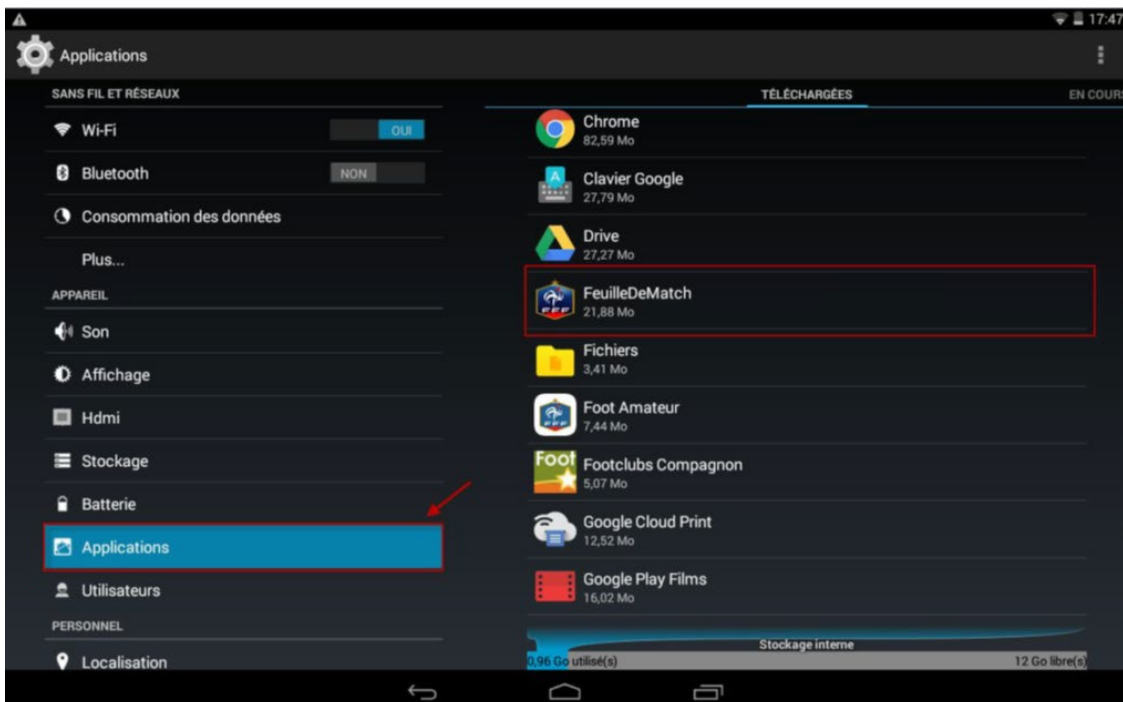 17:47
Applications
SANS FIL ET RÉSEAUX
Wi-Fi
OUI
Bluetooth
NON
Consommation des données
Plus...
APPAREIL
Son
Affichage
Hdmi
Stockage
Batterie
Applications
Utilisateurs
PERSONNEL
Localisation
TÉLÉCHARGÉES
EN COURS
Chrome
82,59 Mo
A
Clavier Google
27,79 Mo
Drive
27,27 Mo
FFF
FeuilleDeMatch
21,88 Mo
Fichiers
3,41 Mo
FFF
Foot Amateur
7,44 Mo
Foot
Footclubs Compagnon
5,07 Mo
Google Cloud Print
12,52 Mo
Google Play Films
16,02 Mo
Stockage interne
0,96 Go utilisé(s)
12 Go libre(s)